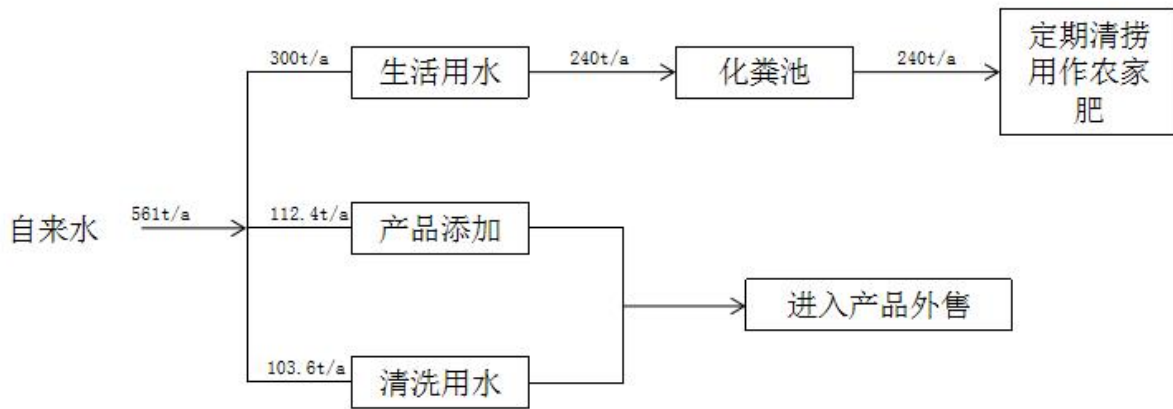 300t/a
生活用水
240t/a
化粪池
240t/a
定期清捞
用作农家
肥
自来水
561t/a
112.4t/a
产品添加
进入产品外售
103.6t/a
清洗用水